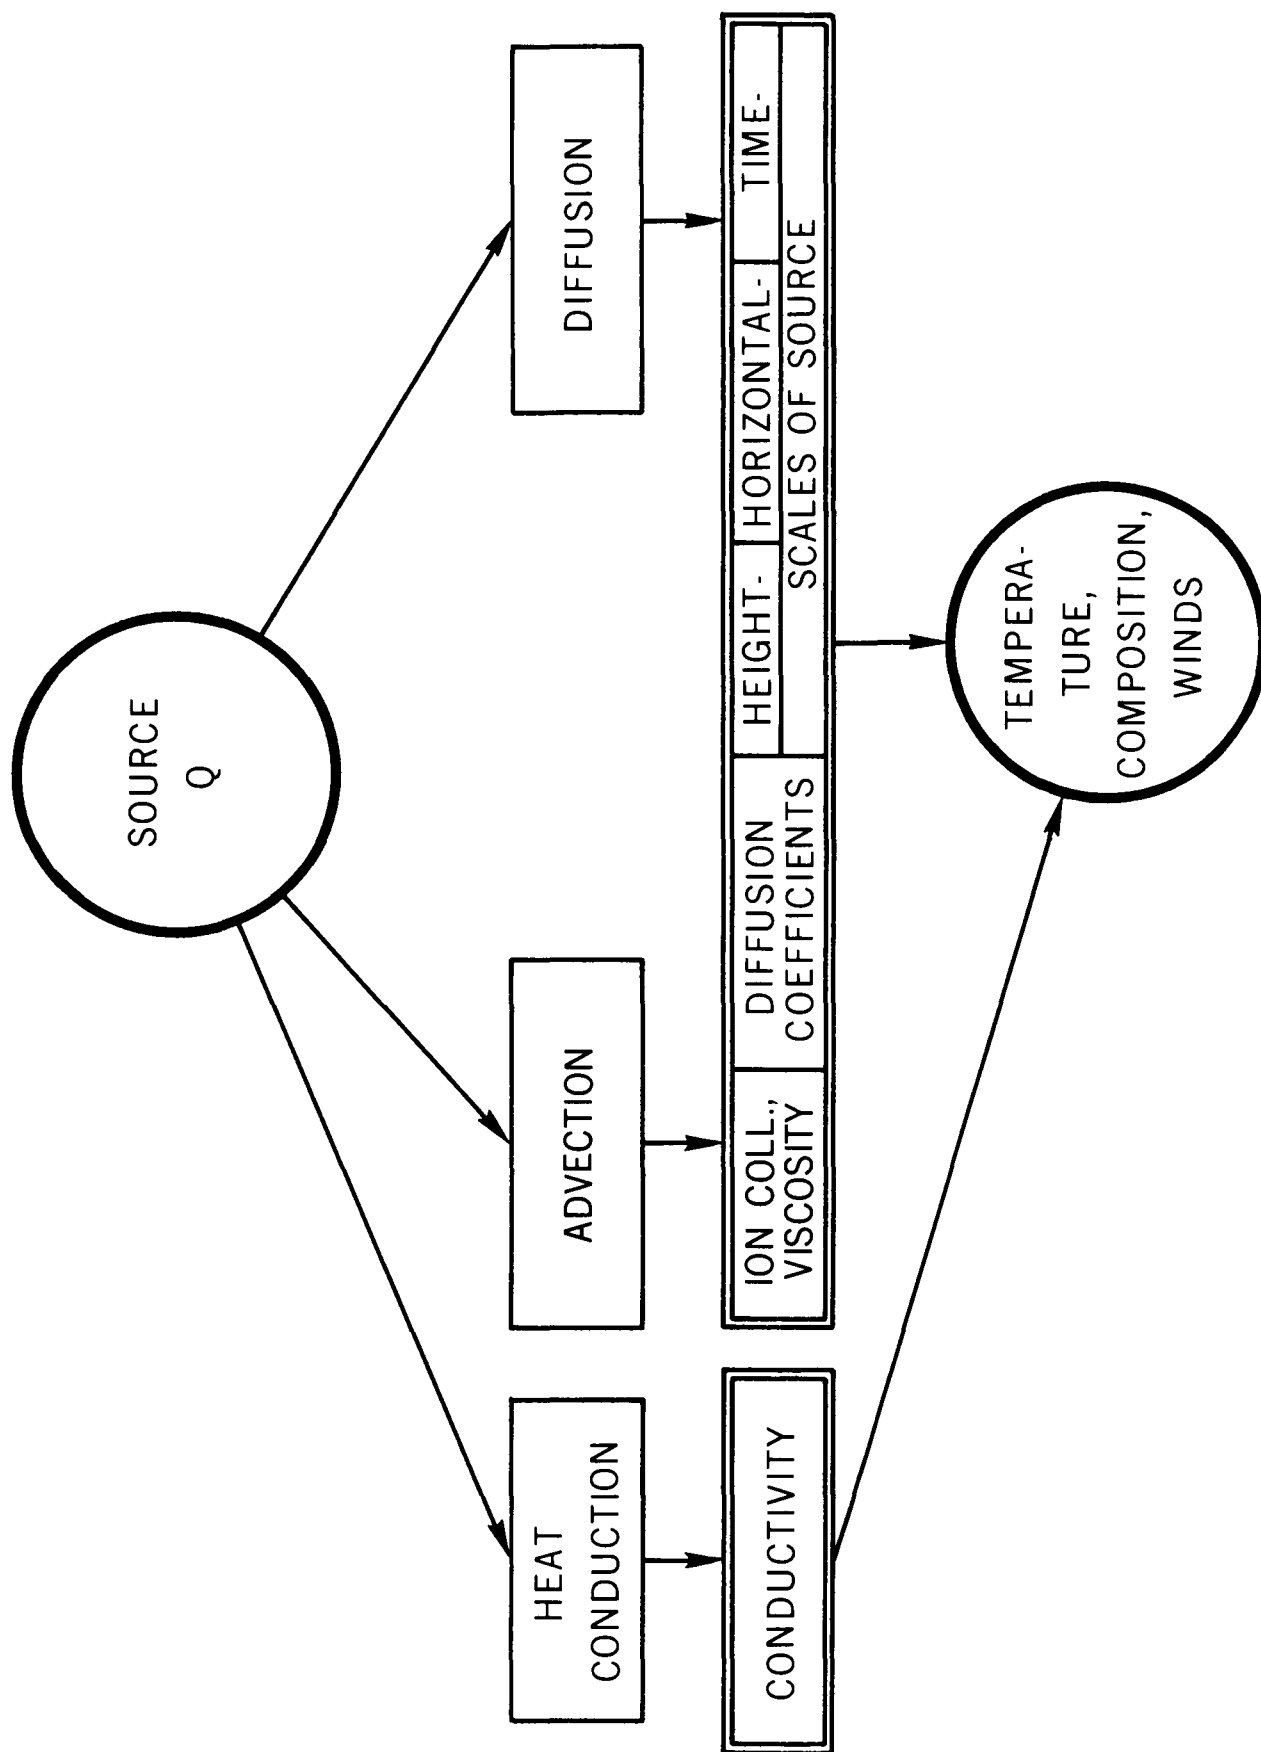 SOURCE
Q
HEAT
CONDUCTION
ADVECTION
DIFFUSION
CONDUCTIVITY
ION COLL.,
VISCOSITY
DIFFUSION
COEFFICIENTS
HEIGHT-
HORIZONTAL-
TIME-
SCALES OF SOURCE
TEMPERA-
TURE,
COMPOSITION,
WINDS